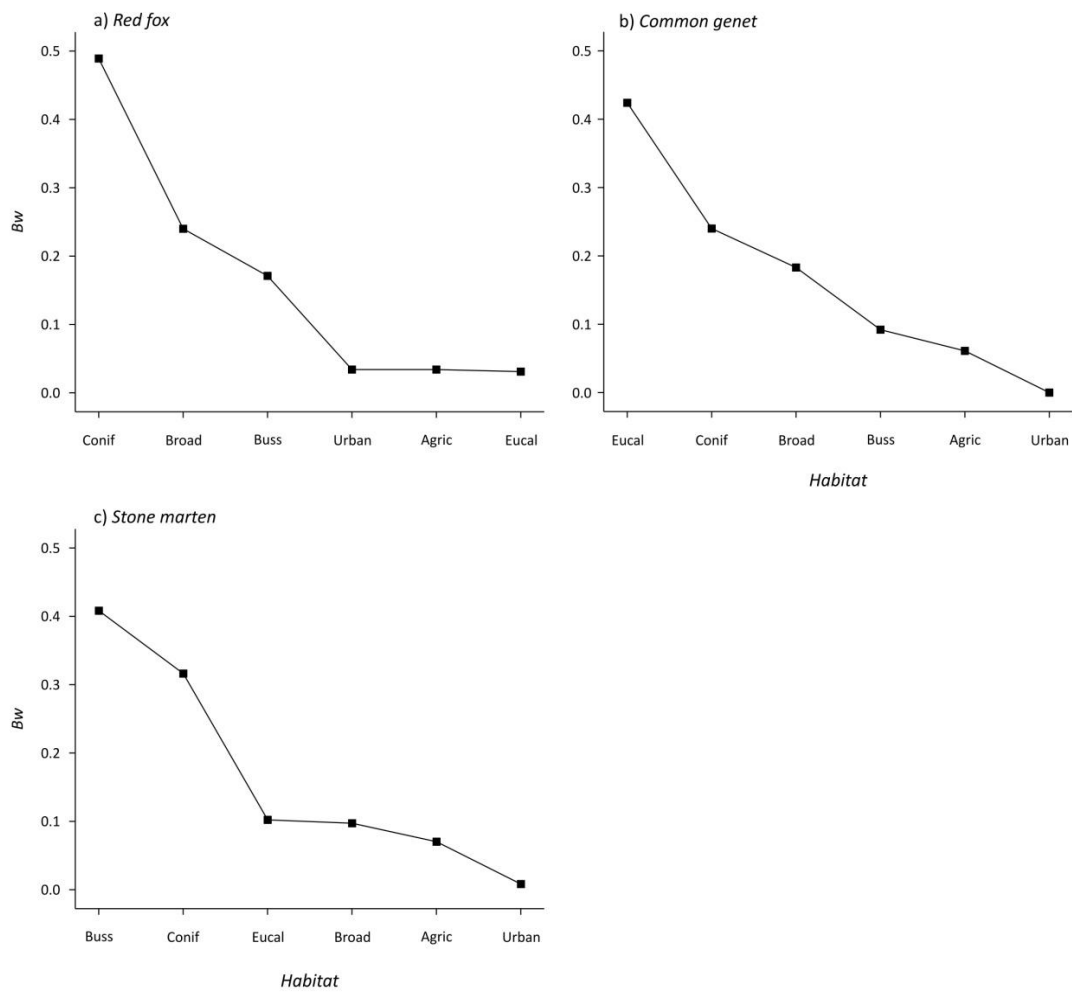 a) Red fox
0.5
0.4
0.3
0.2
0.1
0.0
Bw
Conif Broad Buss Urban Agric Eucal
b) Common genet
0.5
0.4
0.3
0.2
0.1
0.0
Eucal Conif Broad Buss Agric Urban
Habitat
c) Stone marten
0.5
0.4
0.3
0.2
0.1
0.0
Bw
Buss Conif Eucal Broad Agric Urban
Habitat